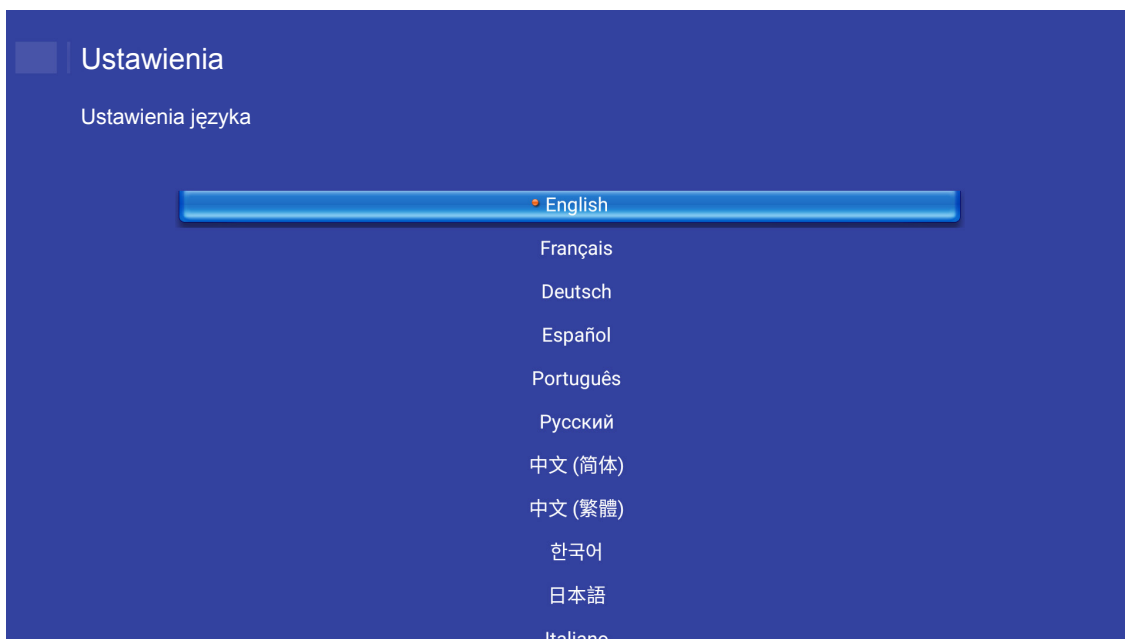 Ustawienia
Ustawienia języka
English
Français
Deutsch
Español
Português
Русский
中文 (简体)
中文 (繁體)
한국어
日本語
Italiano